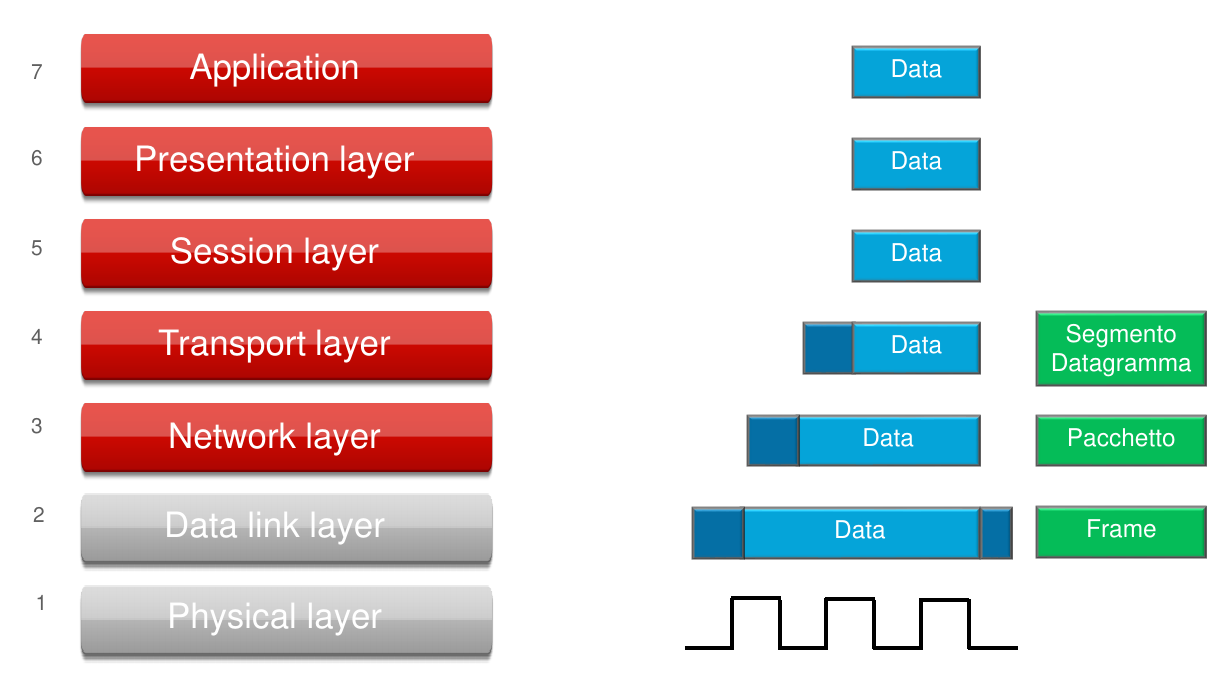 7 Application Data
6 Presentation layer Data
5 Session layer Data
4 Transport layer Data Segmento
Datagramma
3 Network layer Data Pacchetto
2 Data link layer Data Frame
1 Physical layer